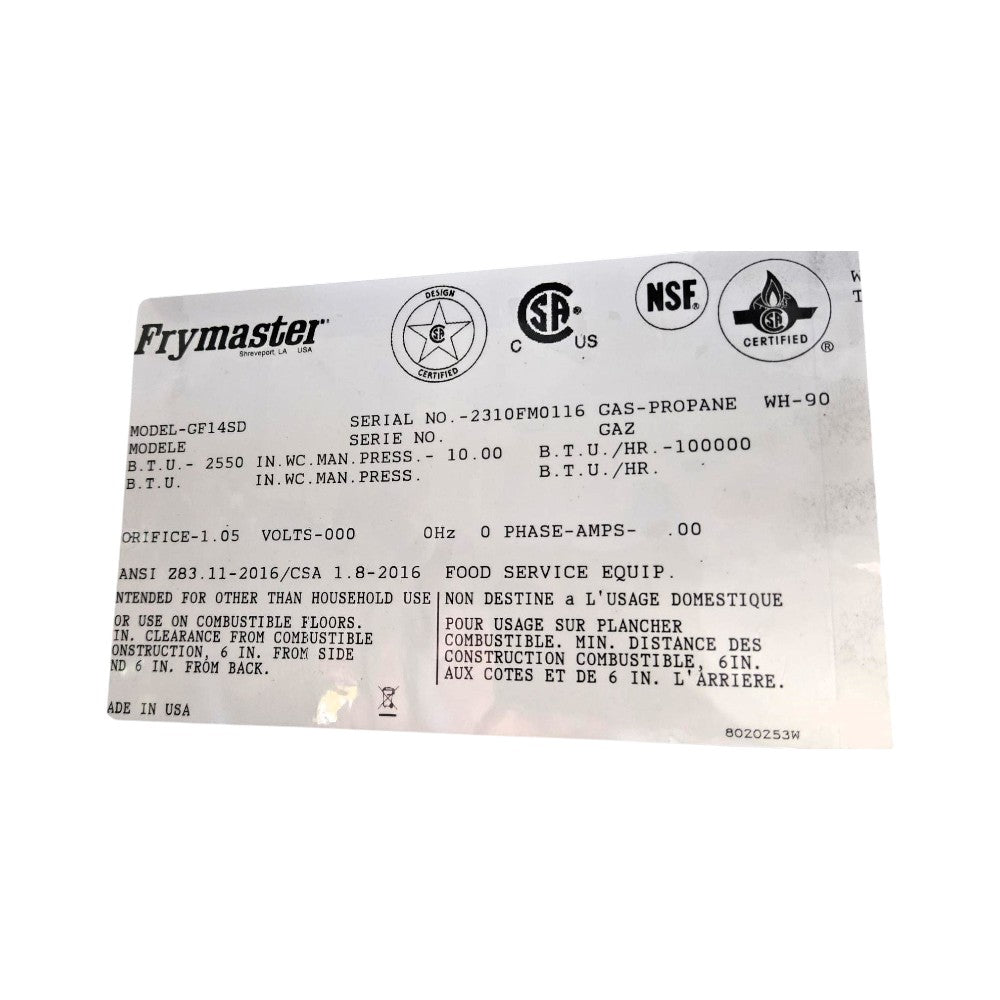 Frymaster
Shreveport, LA USA
DESIGN
CSA
CERTIFIED
CSA®
C US
NSF®
CSA
CERTIFIED ®
W
T
MODEL-GF14SD SERIAL NO.-2310FM0116 GAS-PROPANE WH-90
MODELE SERIE NO. GAZ
B.T.U.- 2550 IN.WC.MAN.PRESS.- 10.00 B.T.U./HR.-100000
B.T.U. IN.WC.MAN.PRESS. B.T.U./HR.
ORIFICE-1.05 VOLTS-000 0Hz 0 PHASE-AMPS- .00
ANSI Z83.11-2016/CSA 1.8-2016 FOOD SERVICE EQUIP.
NTENDED FOR OTHER THAN HOUSEHOLD USE
OR USE ON COMBUSTIBLE FLOORS.
IN. CLEARANCE FROM COMBUSTIBLE
ONSTRUCTION, 6 IN. FROM SIDE
ND 6 IN. FROM BACK.
NON DESTINE a L'USAGE DOMESTIQUE
POUR USAGE SUR PLANCHER
COMBUSTIBLE. MIN. DISTANCE DES
CONSTRUCTION COMBUSTIBLE, 6IN.
AUX COTES ET DE 6 IN. L'ARRIERE.
ADE IN USA
8020253W